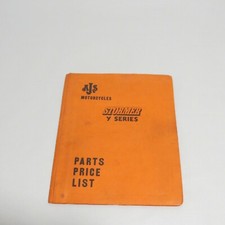 AJS
MOTORCYCLES
STORMER
Y SERIES
PARTS
PRICE
LIST